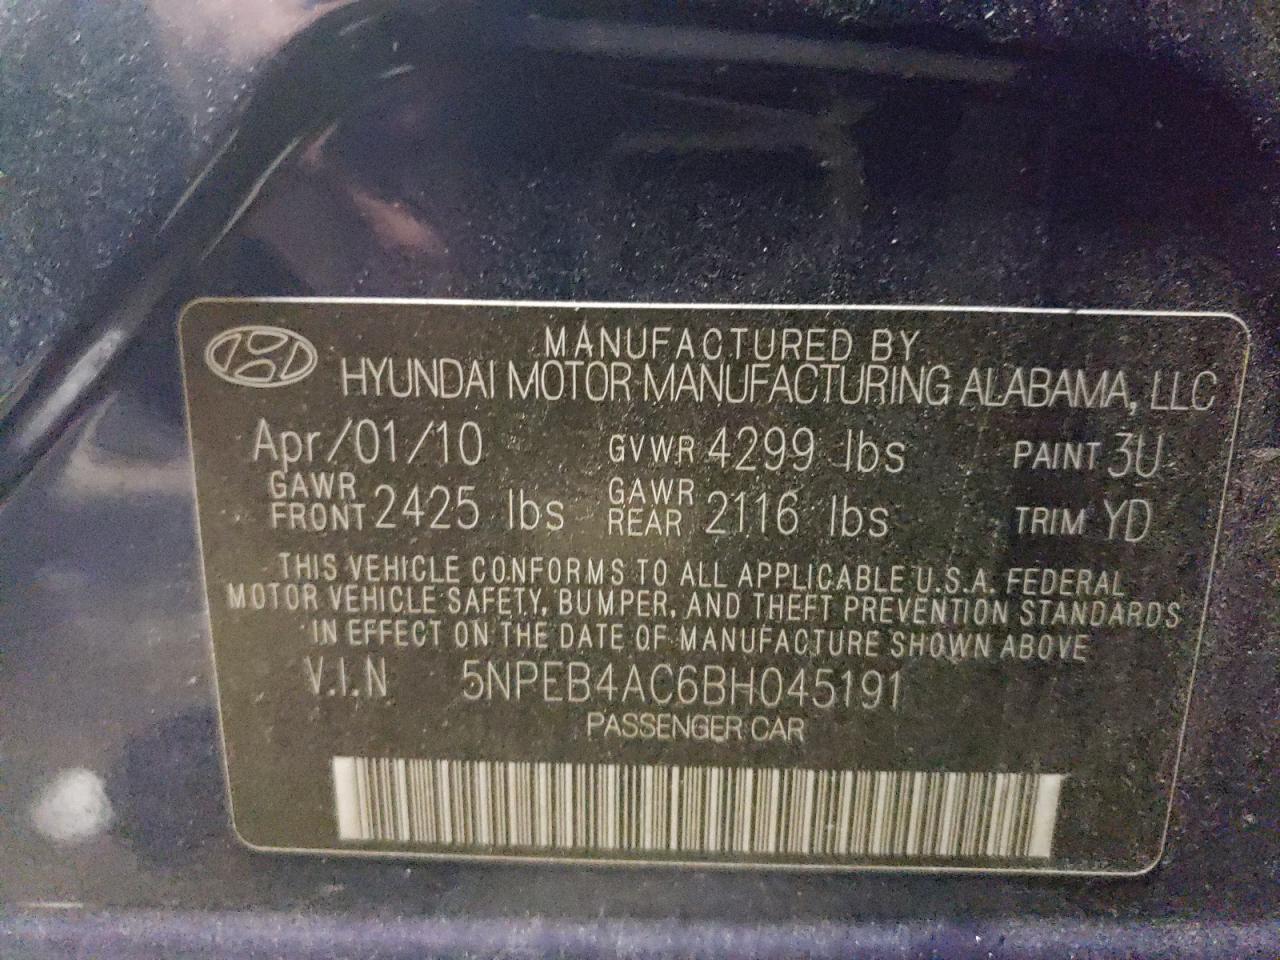 MANUFACTURED BY
HYUNDAI MOTOR MANUFACTURING ALABAMA, LLC
Apr/01/10 GVWR 4299 lbs PAINT 3U
GAWR FRONT 2425 lbs GAWR REAR 2116 lbs TRIM YD
THIS VEHICLE CONFORMS TO ALL APPLICABLE U.S.A. FEDERAL
MOTOR VEHICLE SAFETY, BUMPER, AND THEFT PREVENTION STANDARDS
IN EFFECT ON THE DATE OF MANUFACTURE SHOWN ABOVE
V.I.N 5NPEB4AC6BH045191
PASSENGER CAR